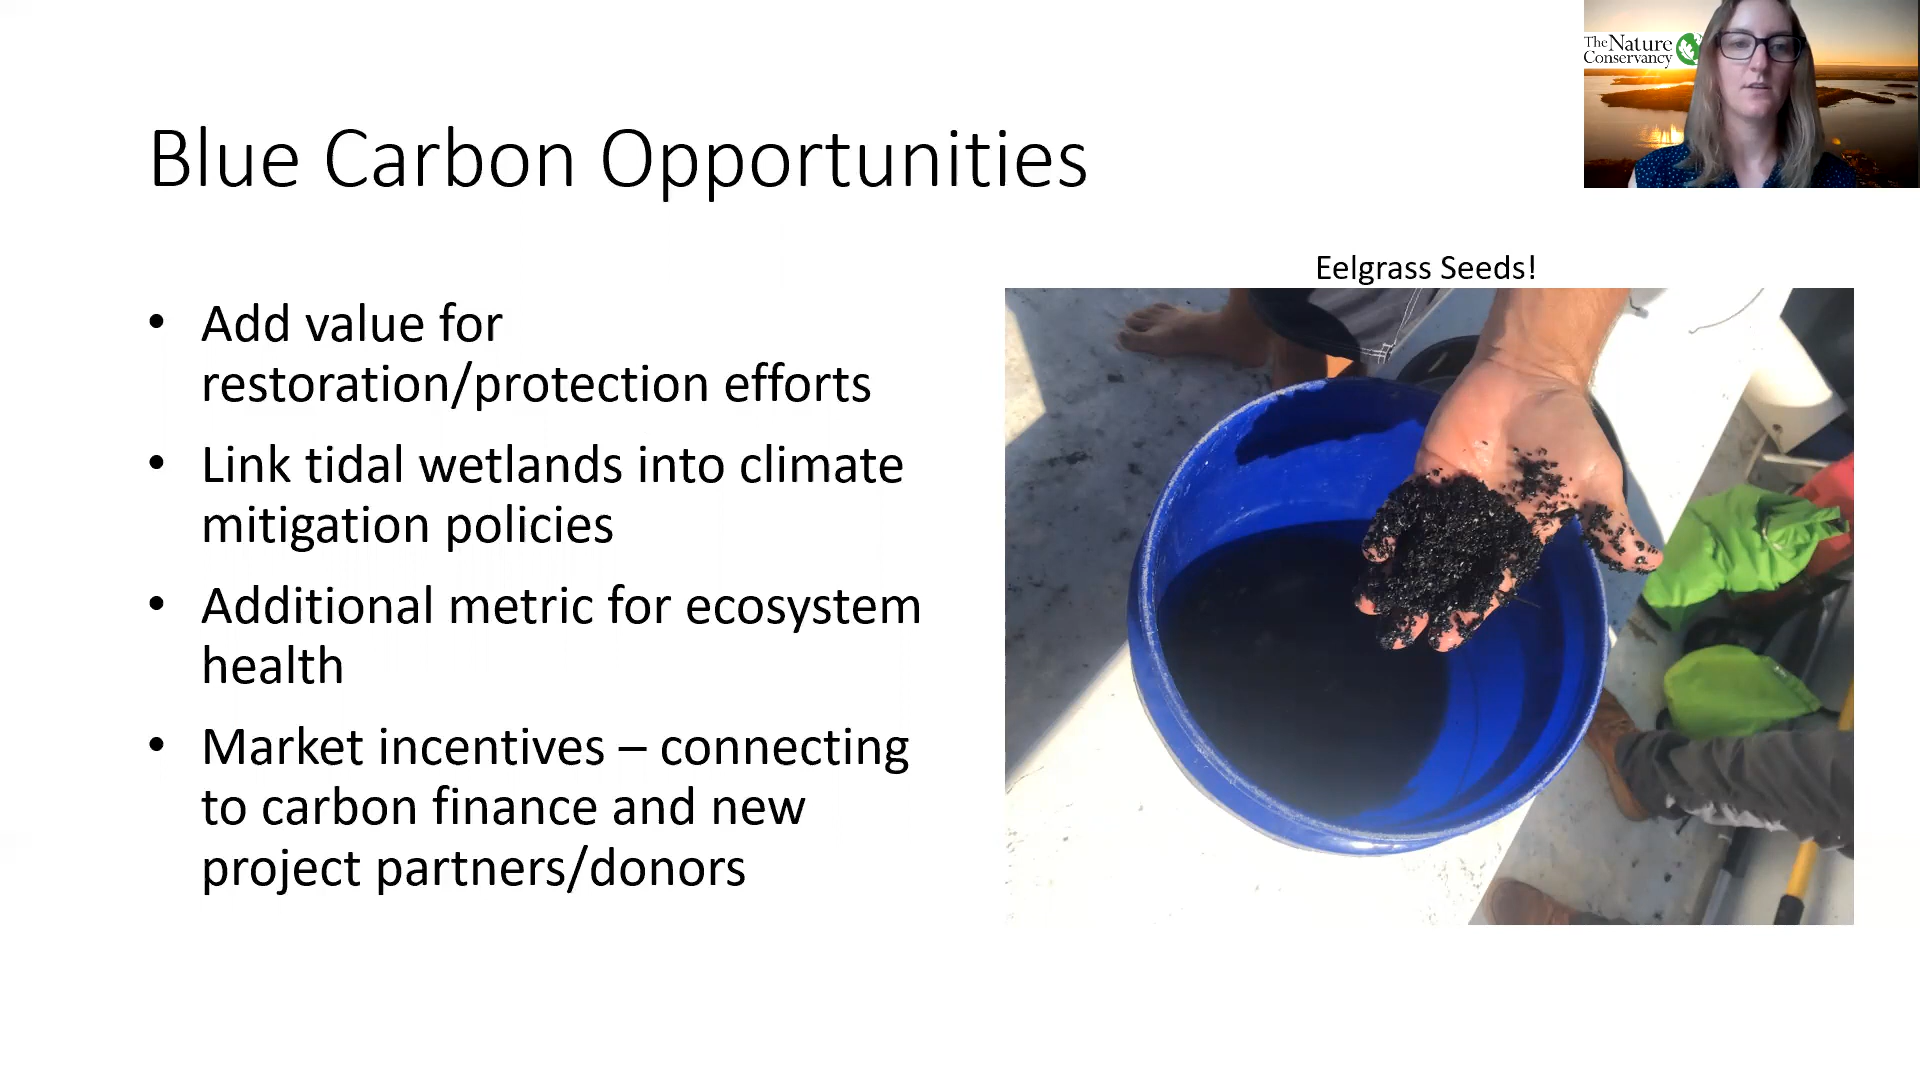 The Nature
Conservancy
Blue Carbon Opportunities
Eelgrass Seeds!
• Add value for
restoration/protection efforts
• Link tidal wetlands into climate
mitigation policies
• Additional metric for ecosystem
health
• Market incentives – connecting
to carbon finance and new
project partners/donors